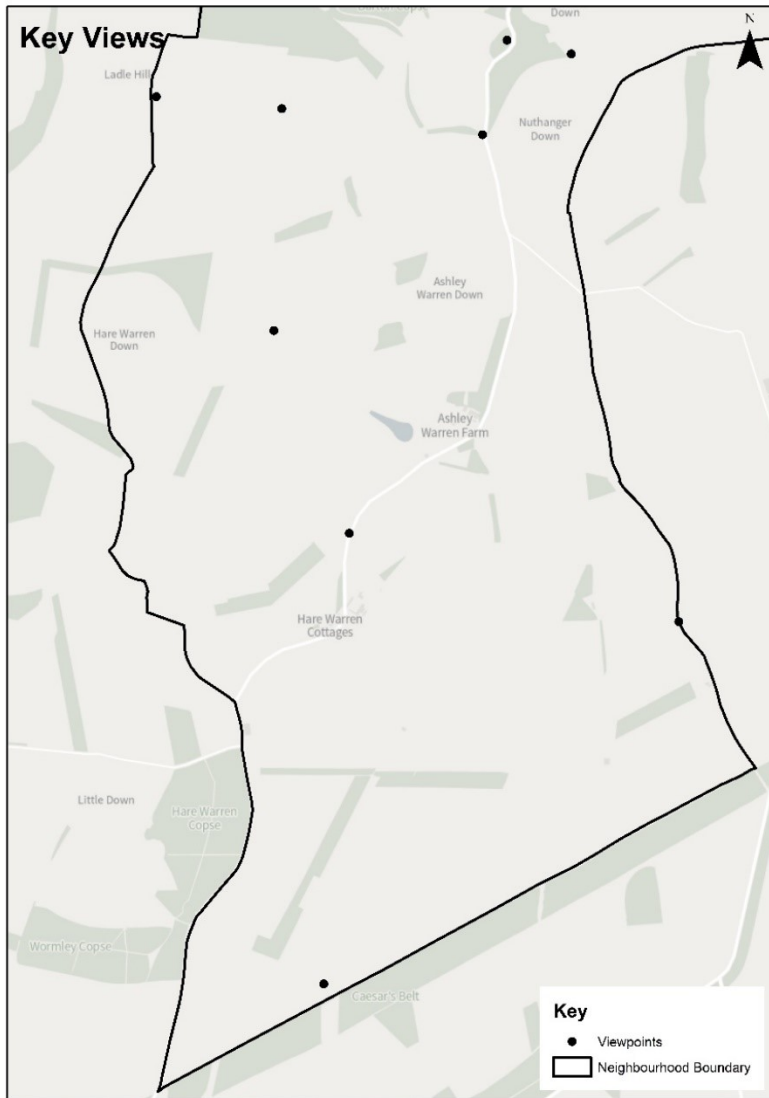 Key Views
N
Down
Ladle Hill
Nuthanger
Down
Ashley
Warren Down
Hare Warren
Down
Ashley
Warren Farm
Hare Warren
Cottages
Little Down
Hare Warren
Copse
Wormley Copse
Caesar's Belt
Key
Viewpoints
Neighbourhood Boundary